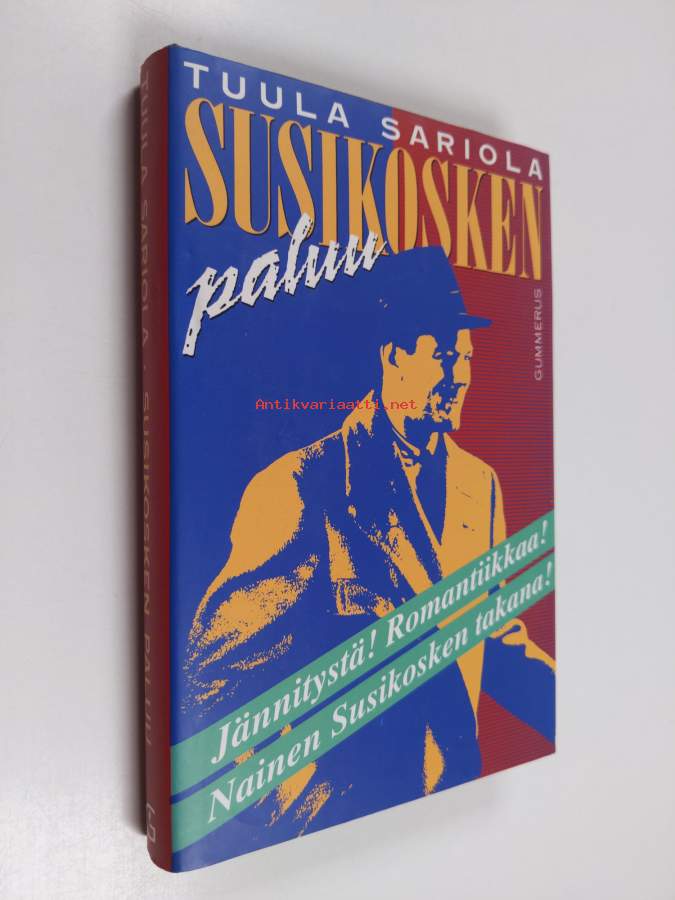 TUULA SARIOLA
SUSIKOSKEN
paluu
GUMMERUS
Antikvariaatti.net
Jännitystä! Romantiikkaa!
Nainen Susikosken takana!
TUULA SARIOLA · SUSIKOSKEN PALUU